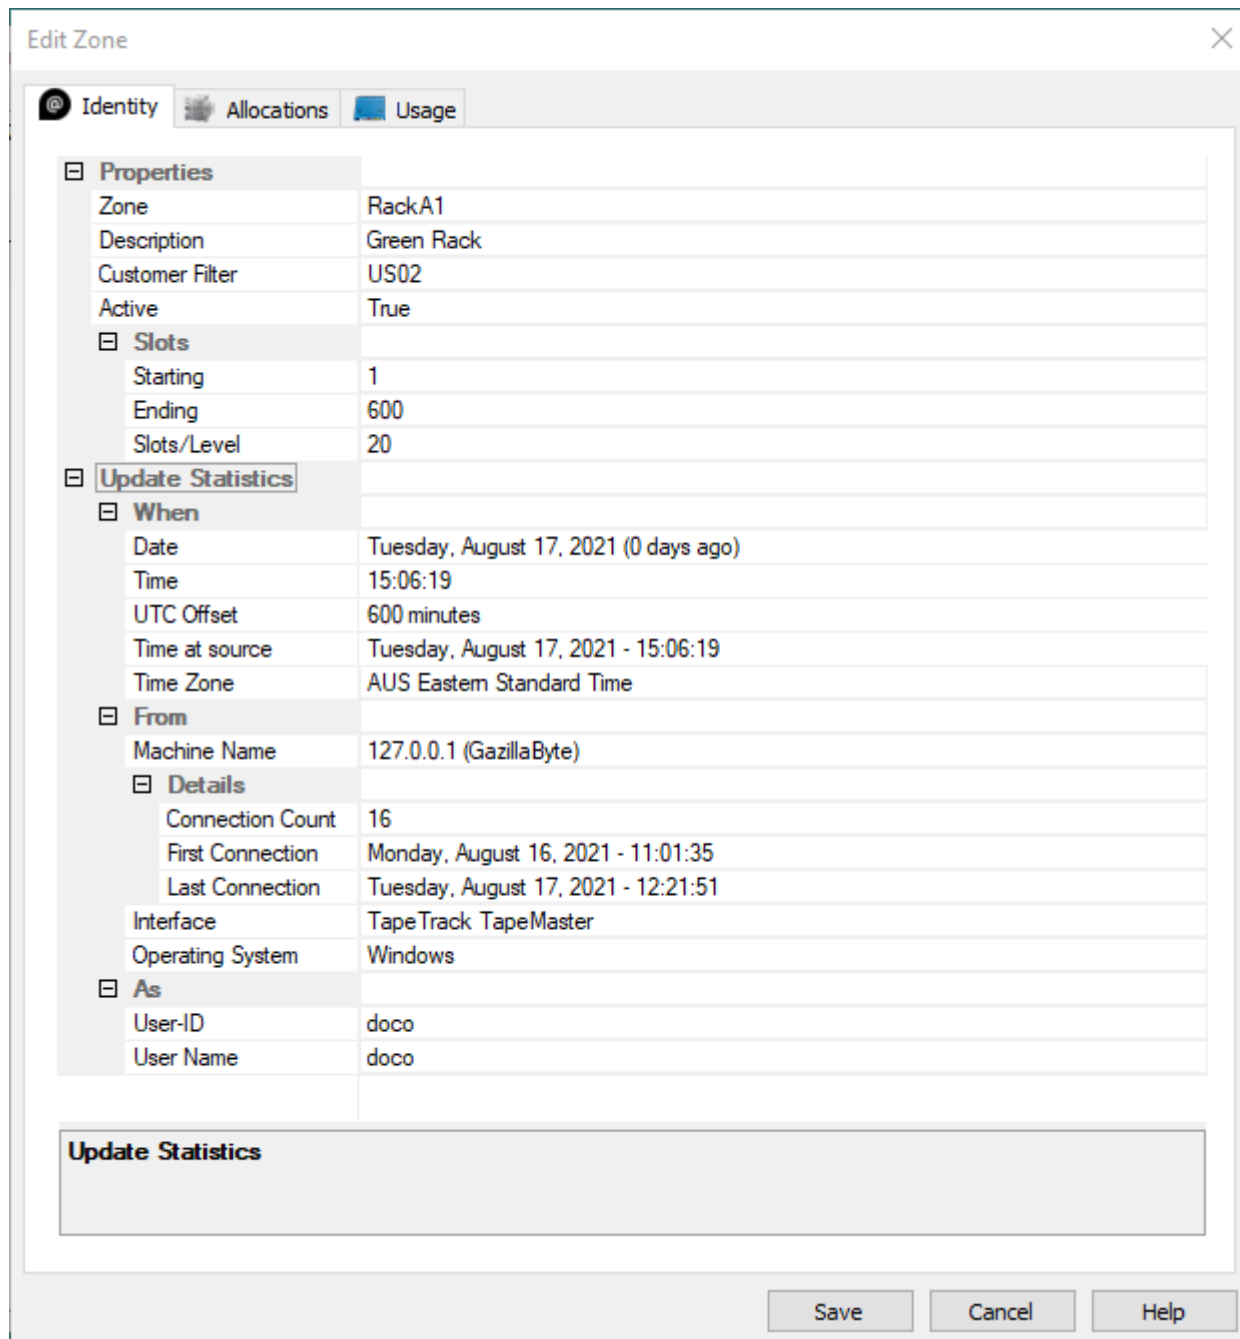 Edit Zone
Identity Allocations Usage
Properties
Zone RackA1
Description Green Rack
Customer Filter US02
Active True
Slots
Starting 1
Ending 600
Slots/Level 20
Update Statistics
When
Date Tuesday, August 17, 2021 (0 days ago)
Time 15:06:19
UTC Offset 600 minutes
Time at source Tuesday, August 17, 2021 - 15:06:19
Time Zone AUS Eastern Standard Time
From
Machine Name 127.0.0.1 (GazillaByte)
Details
Connection Count 16
First Connection Monday, August 16, 2021 - 11:01:35
Last Connection Tuesday, August 17, 2021 - 12:21:51
Interface TapeTrack TapeMaster
Operating System Windows
As
User-ID doco
User Name doco
Update Statistics
Save Cancel Help